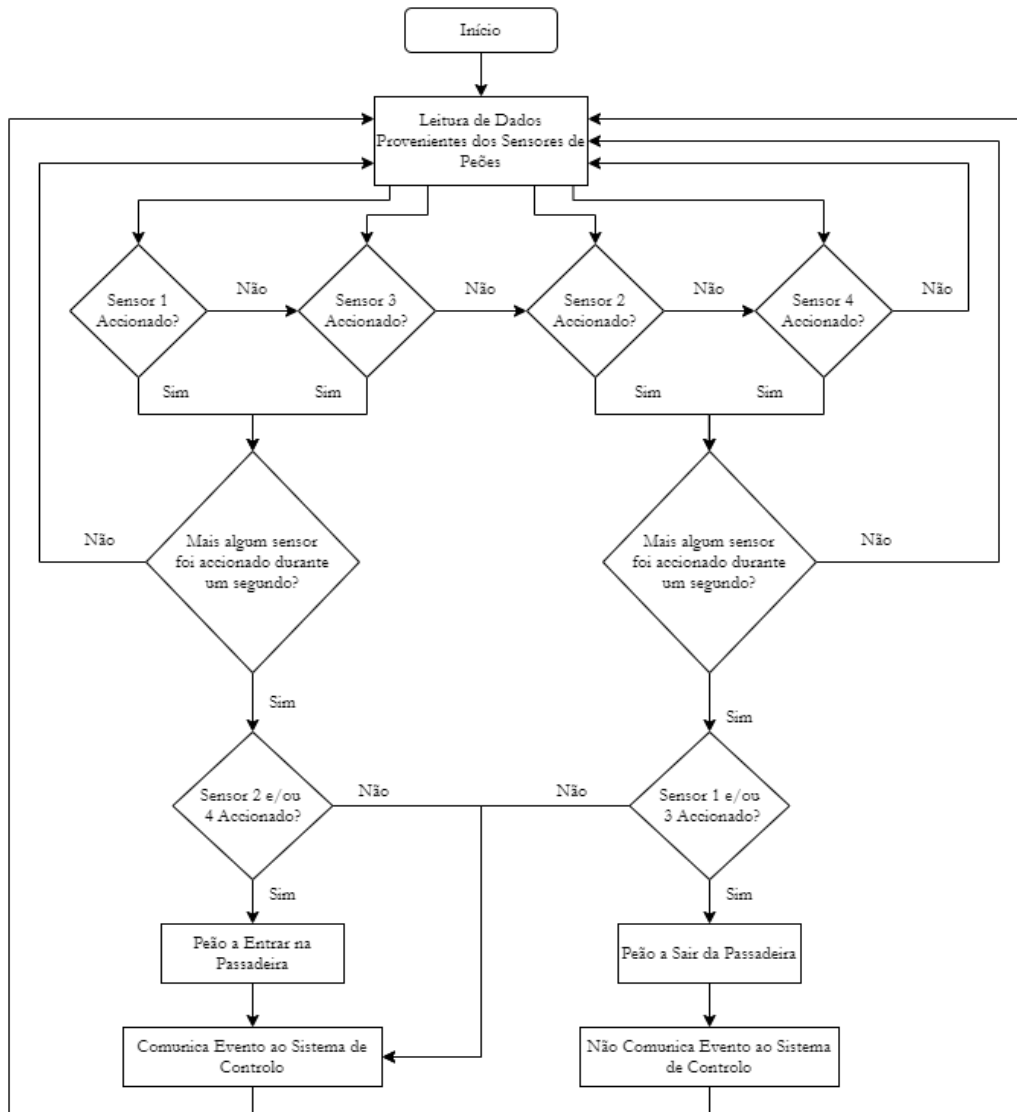 Início
Leitura de Dados
Provenientes dos Sensores de
Peões
Sensor 1
Accionado?
Não
Sensor 3
Accionado?
Não
Sensor 2
Accionado?
Não
Sensor 4
Accionado?
Não
Sim
Sim
Sim
Sim
Não
Mais algum sensor
foi accionado durante
um segundo?
Mais algum sensor
foi accionado durante
um segundo?
Não
Sim
Sim
Sensor 2 e/ou
4 Accionado?
Não
Não
Sensor 1 e/ou
3 Accionado?
Sim
Sim
Peão a Entrar na
Passadeira
Peão a Sair da Passadeira
Comunica Evento ao Sistema de
Controlo
Não Comunica Evento ao Sistema
de Controlo